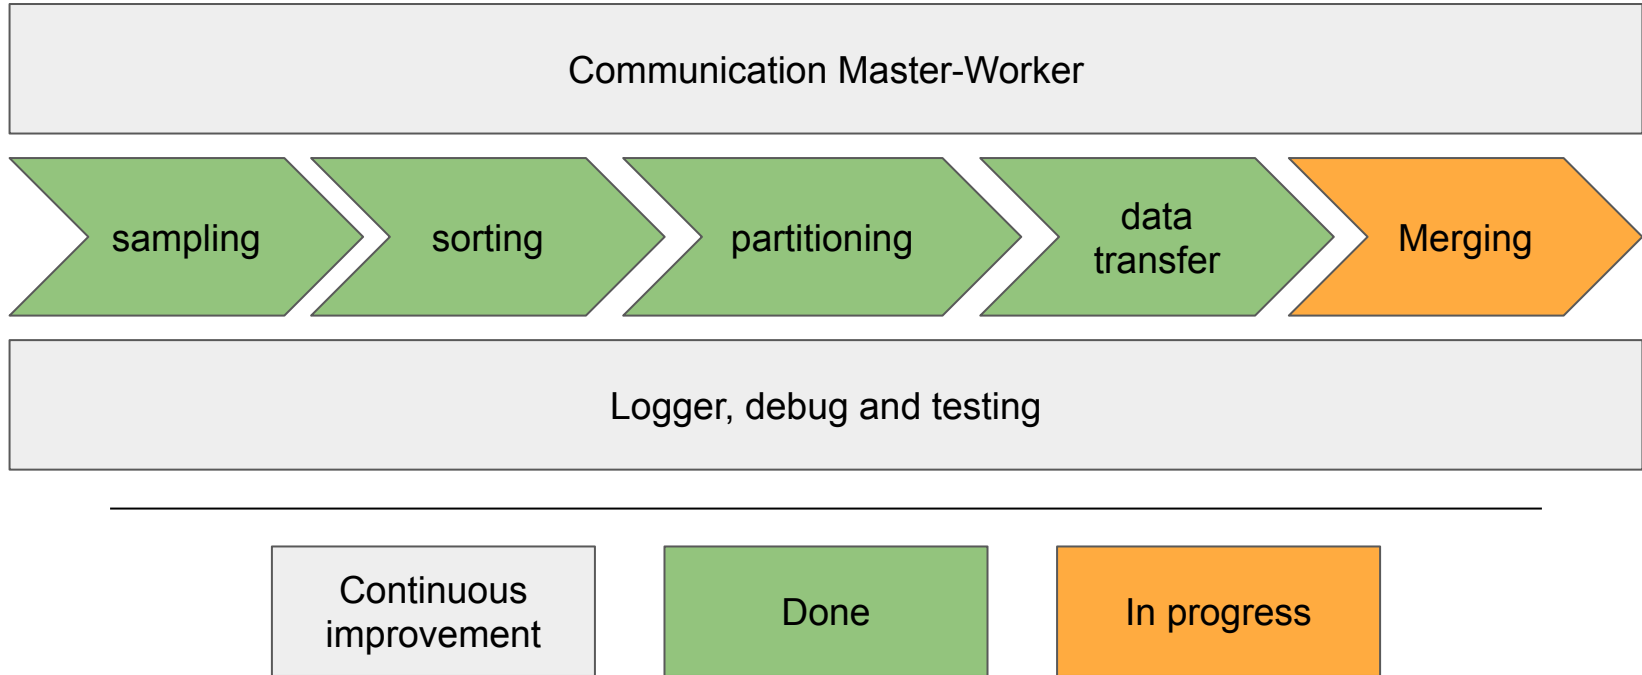 Communication Master-Worker
sampling
sorting
partitioning
data
transfer
Merging
Logger, debug and testing
Continuous
improvement
Done
In progress